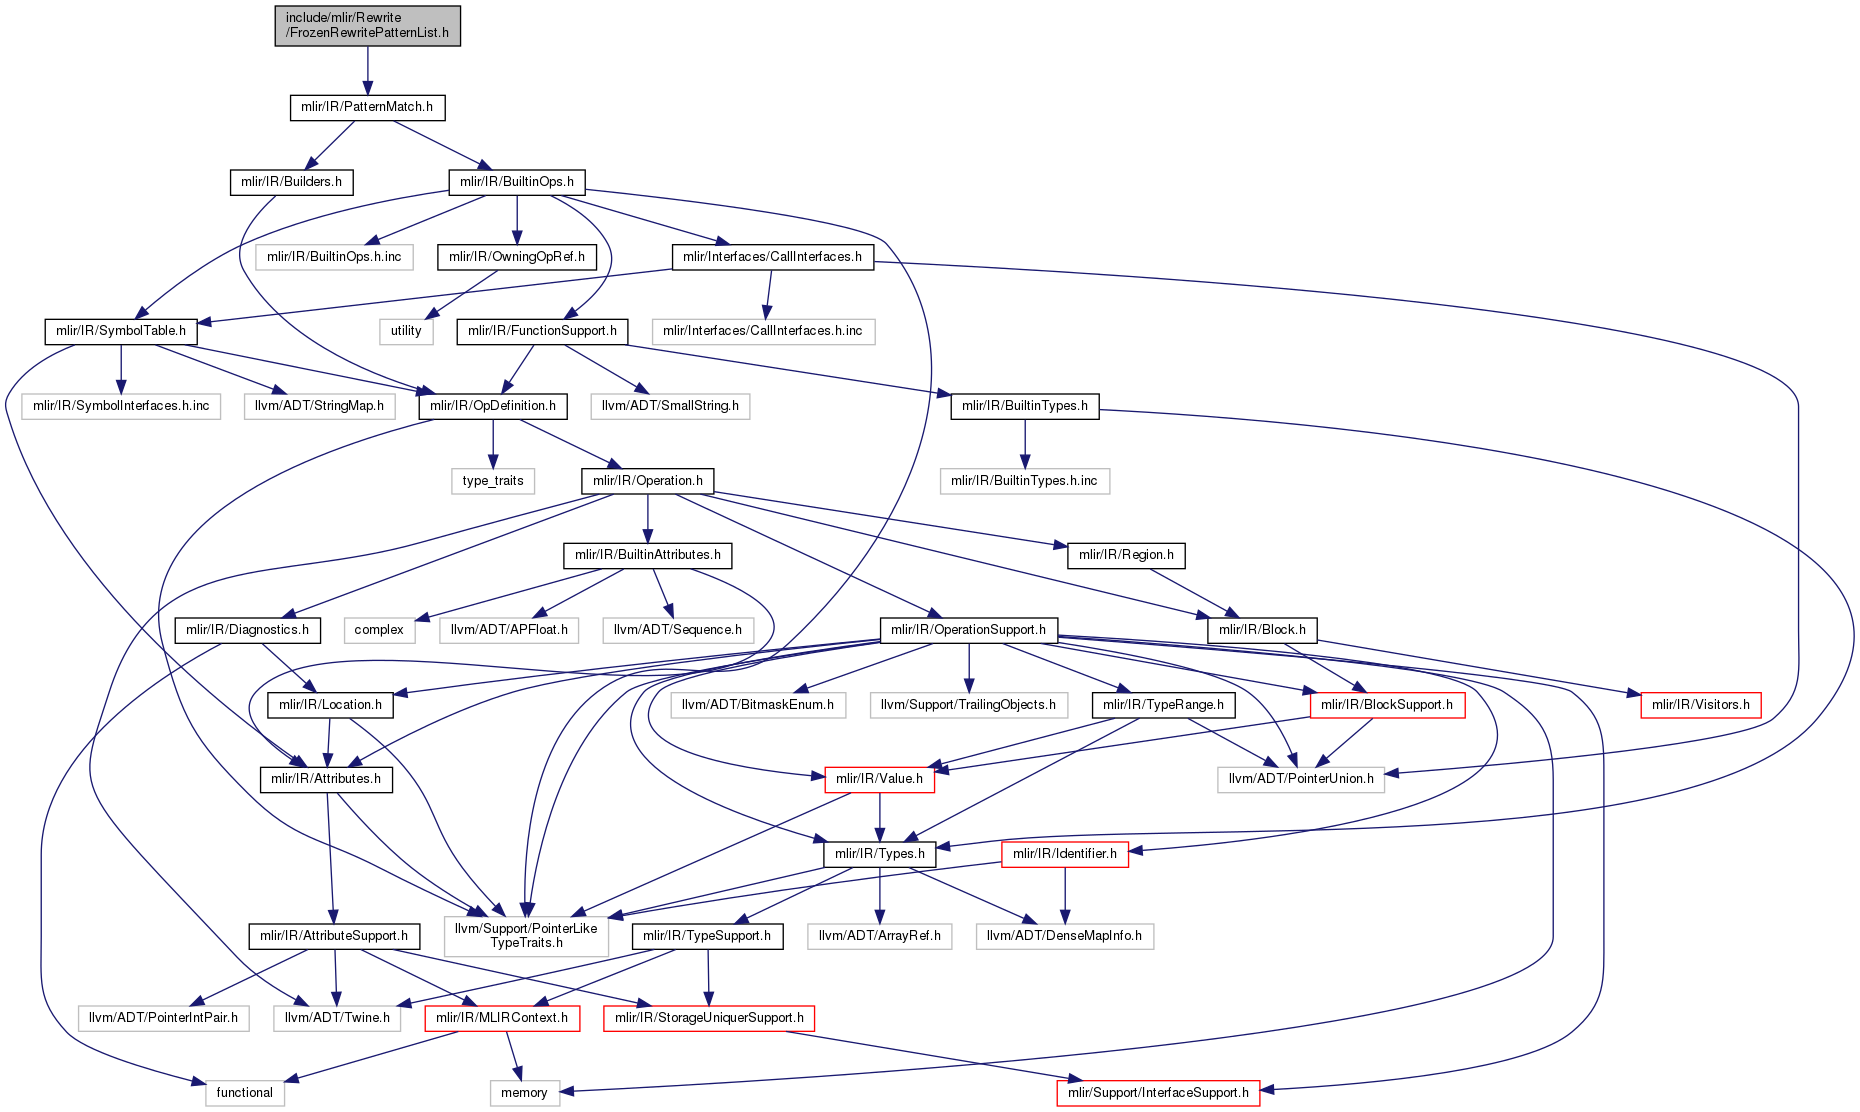 include/mlir/Rewrite
/FrozenRewritePatternList.h
mlir/IR/PatternMatch.h
mlir/IR/Builders.h
mlir/IR/BuiltinOps.h
mlir/IR/BuiltinOps.h.inc
mlir/IR/OwningOpRef.h
mlir/Interfaces/CallInterfaces.h
mlir/IR/SymbolTable.h
utility
mlir/IR/FunctionSupport.h
mlir/Interfaces/CallInterfaces.h.inc
mlir/IR/SymbolInterfaces.h.inc
llvm/ADT/StringMap.h
mlir/IR/OpDefinition.h
llvm/ADT/SmallString.h
mlir/IR/BuiltinTypes.h
type_traits
mlir/IR/Operation.h
mlir/IR/BuiltinTypes.h.inc
mlir/IR/BuiltinAttributes.h
mlir/IR/Region.h
mlir/IR/Diagnostics.h
complex
llvm/ADT/APFloat.h
llvm/ADT/Sequence.h
mlir/IR/OperationSupport.h
mlir/IR/Block.h
mlir/IR/Location.h
llvm/ADT/BitmaskEnum.h
llvm/Support/TrailingObjects.h
mlir/IR/TypeRange.h
mlir/IR/BlockSupport.h
mlir/IR/Visitors.h
mlir/IR/Attributes.h
mlir/IR/Value.h
llvm/ADT/PointerUnion.h
mlir/IR/Types.h
mlir/IR/Identifier.h
mlir/IR/AttributeSupport.h
llvm/Support/PointerLike
TypeTraits.h
mlir/IR/TypeSupport.h
llvm/ADT/ArrayRef.h
llvm/ADT/DenseMapInfo.h
llvm/ADT/PointerIntPair.h
llvm/ADT/Twine.h
mlir/IR/MLIRContext.h
mlir/IR/StorageUniquerSupport.h
functional
memory
mlir/Support/InterfaceSupport.h